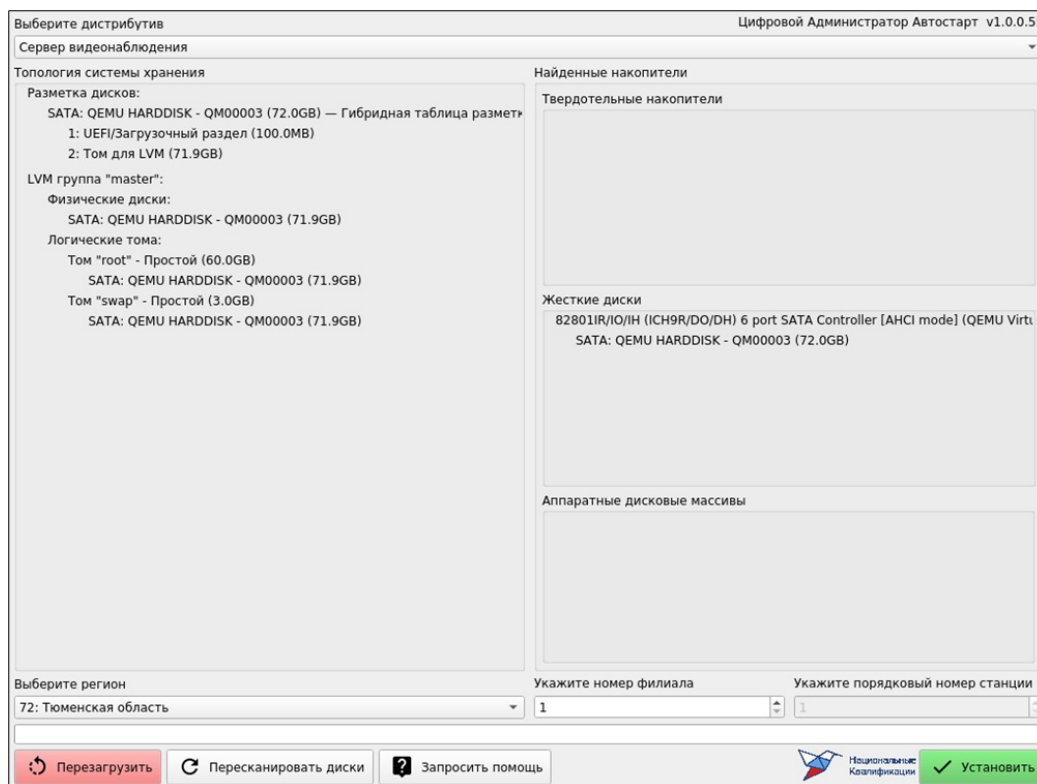 Выберите дистрибутив
Цифровой Администратор Автостарт v1.0.0.5
Сервер видеонаблюдения
Топология системы хранения
Разметка дисков:
SATA: QEMU HARDDISK - QM00003 (72.0GB) — Гибридная таблица разметк
1: UEFI/Загрузочный раздел (100.0MB)
2: Том для LVM (71.9GB)
LVM группа "master":
Физические диски:
SATA: QEMU HARDDISK - QM00003 (71.9GB)
Логические тома:
Том "root" - Простой (60.0GB)
SATA: QEMU HARDDISK - QM00003 (71.9GB)
Том "swap" - Простой (3.0GB)
SATA: QEMU HARDDISK - QM00003 (71.9GB)
Найденные накопители
Твердотельные накопители
Жесткие диски
82801IR/IO/IH (ICH9R/DO/DH) 6 port SATA Controller [AHCI mode] (QEMU Virtu
SATA: QEMU HARDDISK - QM00003 (72.0GB)
Аппаратные дисковые массивы
Выберите регион
72: Тюменская область
Укажите номер филиала
1
Укажите порядковый номер станции
1
Перезагрузить
Пересканировать диски
Запросить помощь
Национальные
Квалификации
Установить